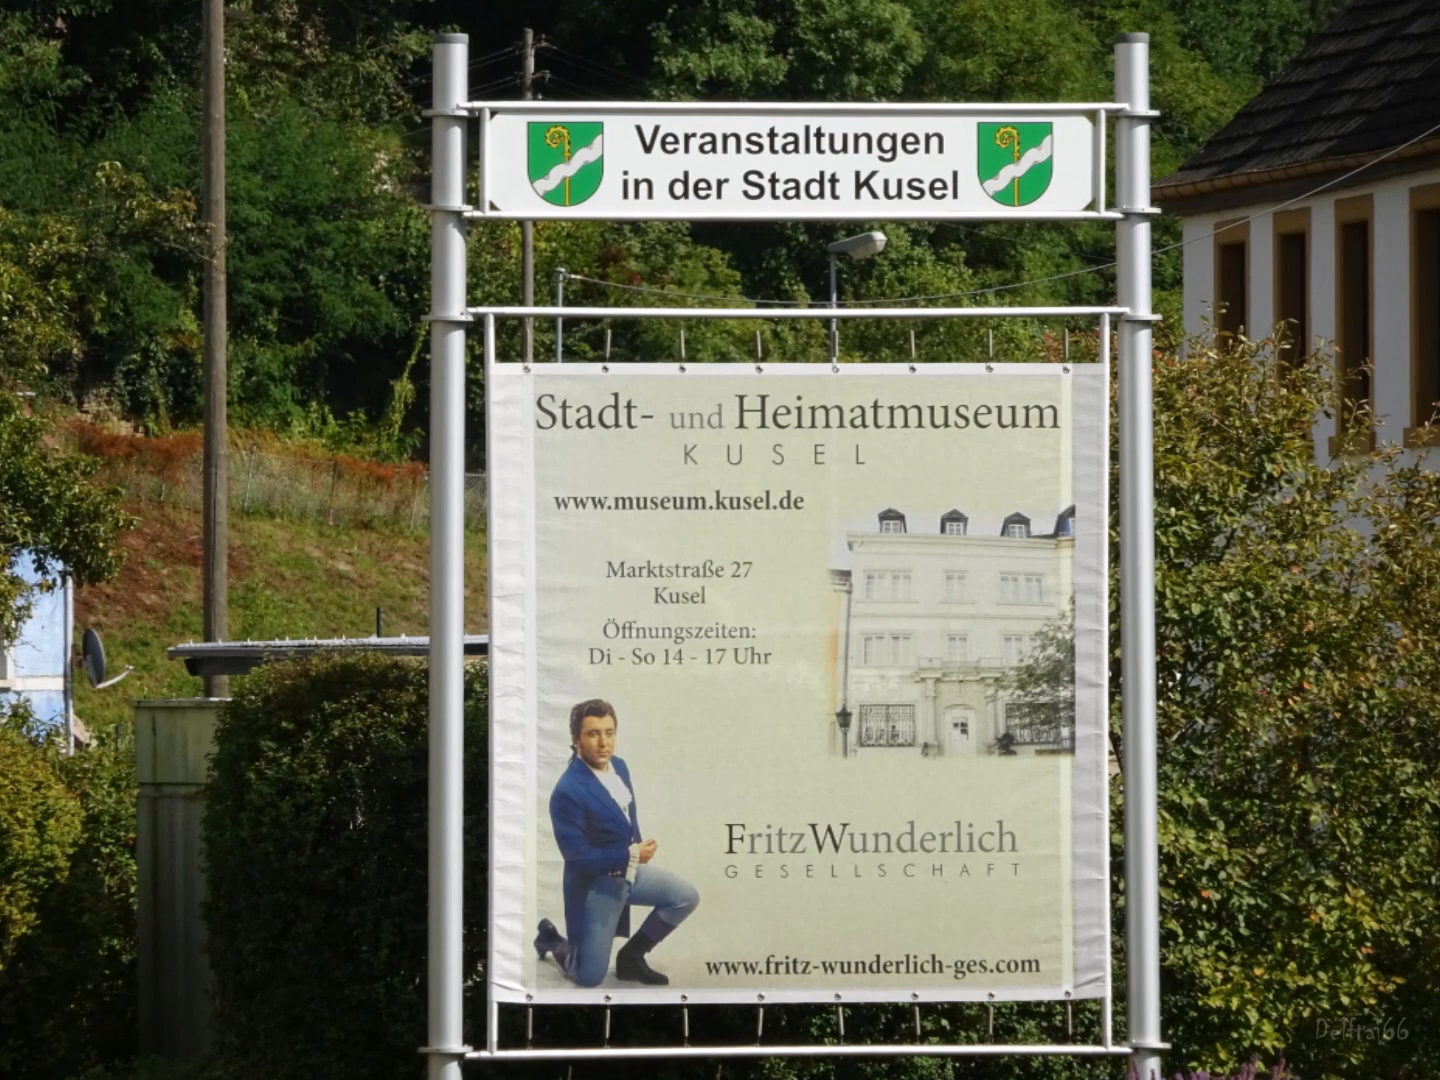 Veranstaltungen
in der Stadt Kusel
Stadt- und Heimatmuseum
KUSEL
www.museum.kusel.de
Marktstraße 27
Kusel
Öffnungszeiten:
Di - So 14 - 17 Uhr
FritzWunderlich
GESELLSCHAFT
www.fritz-wunderlich-ges.com